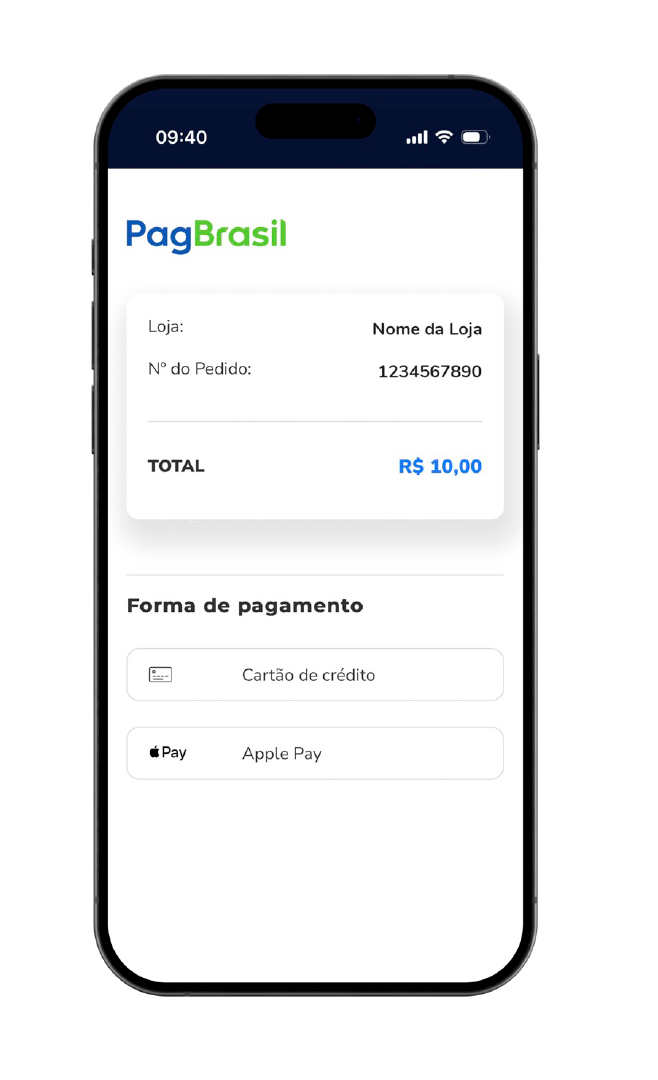 09:40
PagBrasil
Loja: Nome da Loja
Nº do Pedido: 1234567890
TOTAL R$ 10,00
Forma de pagamento
Cartão de crédito
Pay Apple Pay